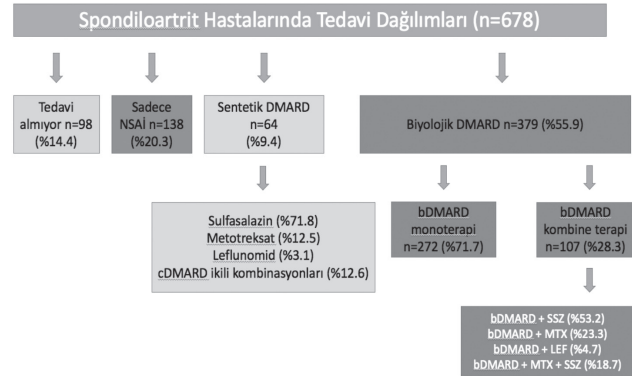 Spondiloartrit Hastalarında Tedavi Dağılımları (n=678)
Tedavi
almıyor n=98
(%14.4)
Sadece
NSAİ n=138
(%20.3)
Sentetik DMARD
n=64
(%9.4)
Biyolojik DMARD n=379 (%55.9)
Sulfasalazin (%71.8)
Metotreksat (%12.5)
Leflunomid (%3.1)
cDMARD ikili kombinasyonları (%12.6)
bDMARD
monoterapi
n=272 (%71.7)
bDMARD
kombine terapi
n=107 (%28.3)
bDMARD + SSZ (%53.2)
bDMARD + MTX (%23.3)
bDMARD + LEF (%4.7)
bDMARD + MTX + SSZ (%18.7)